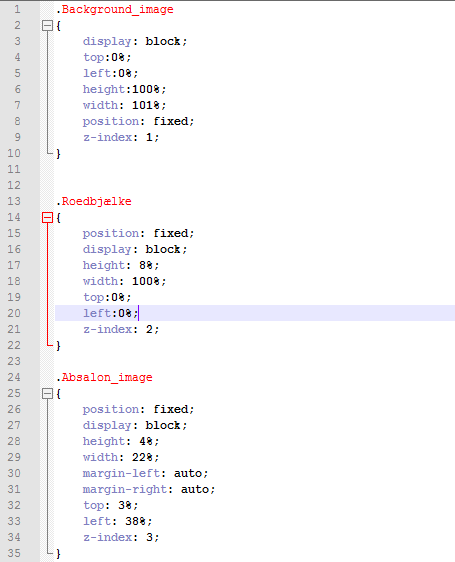 1 .Background_image
2 {
3 display: block;
4 top:0%;
5 left:0%;
6 height:100%;
7 width: 101%;
8 position: fixed;
9 z-index: 1;
10 }
11
12
13 .Roedbjælke
14 {
15 position: fixed;
16 display: block;
17 height: 8%;
18 width: 100%;
19 top:0%;
20 left:0%;
21 z-index: 2;
22 }
23
24 .Absalon_image
25 {
26 position: fixed;
27 display: block;
28 height: 4%;
29 width: 22%;
30 margin-left: auto;
31 margin-right: auto;
32 top: 3%;
33 left: 38%;
34 z-index: 3;
35 }